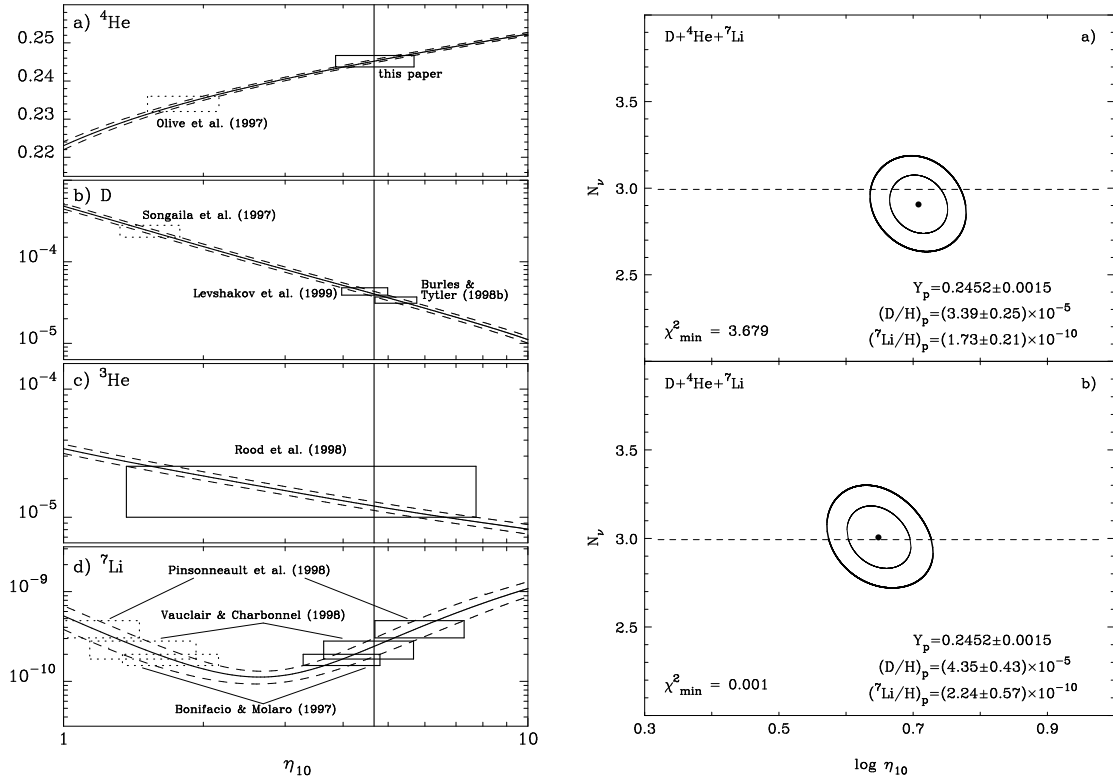 a) ⁴He
0.25
0.24
0.23
0.22
this paper
Olive et al. (1997)
b) D
Songaila et al. (1997)
10⁻⁴
10⁻⁵
Levshakov et al. (1999)
Burles &
Tytler (1998b)
c) ³He
10⁻⁴
10⁻⁵
Rood et al. (1998)
d) ⁷Li
10⁻⁹
10⁻¹⁰
Pinsonneault et al. (1998)
Vauclair & Charbonnel (1998)
Bonifacio & Molaro (1997)
1
10
η₁₀
D+⁴He+⁷Li
a)
3.5
3.0
2.5
N_ν
Y_p=0.2452±0.0015
(D/H)_p=(3.39±0.25)×10⁻⁵
χ²_min = 3.679
(⁷Li/H)_p=(1.73±0.21)×10⁻¹⁰
D+⁴He+⁷Li
b)
3.5
3.0
2.5
N_ν
Y_p=0.2452±0.0015
(D/H)_p=(4.35±0.43)×10⁻⁵
χ²_min = 0.001
(⁷Li/H)_p=(2.24±0.57)×10⁻¹⁰
0.3
0.5
0.7
0.9
log η₁₀